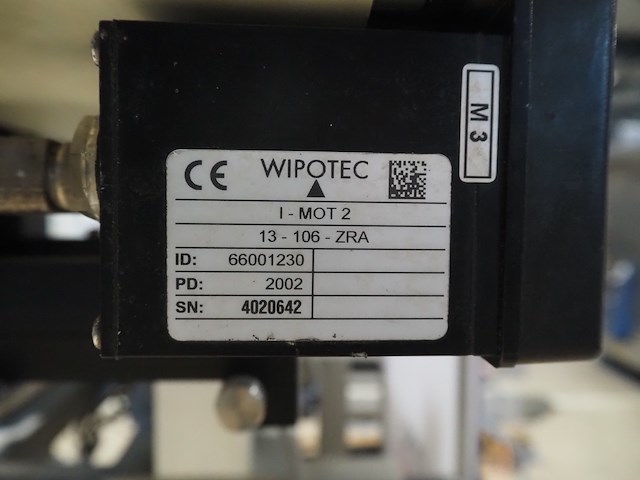 CE WIPOTEC
I - MOT 2
13 - 106 - ZRA
ID: 66001230
PD: 2002
SN: 4020642
M 3